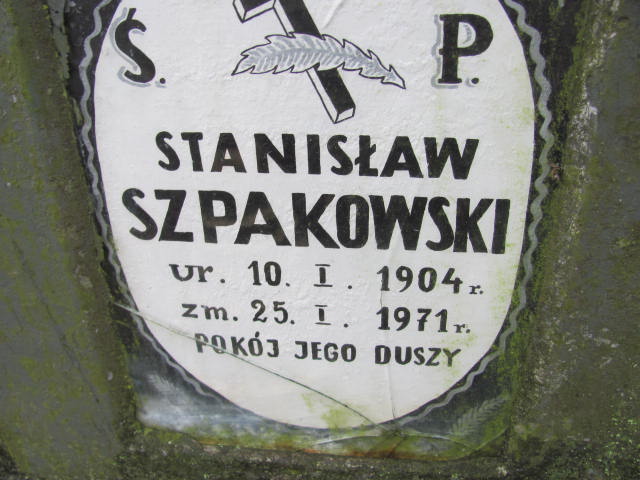 Ś. P.
STANISŁAW
SZPAKOWSKI
ur. 10. I. 1904 r.
zm. 25. I. 1971 r.
POKÓJ JEGO DUSZY